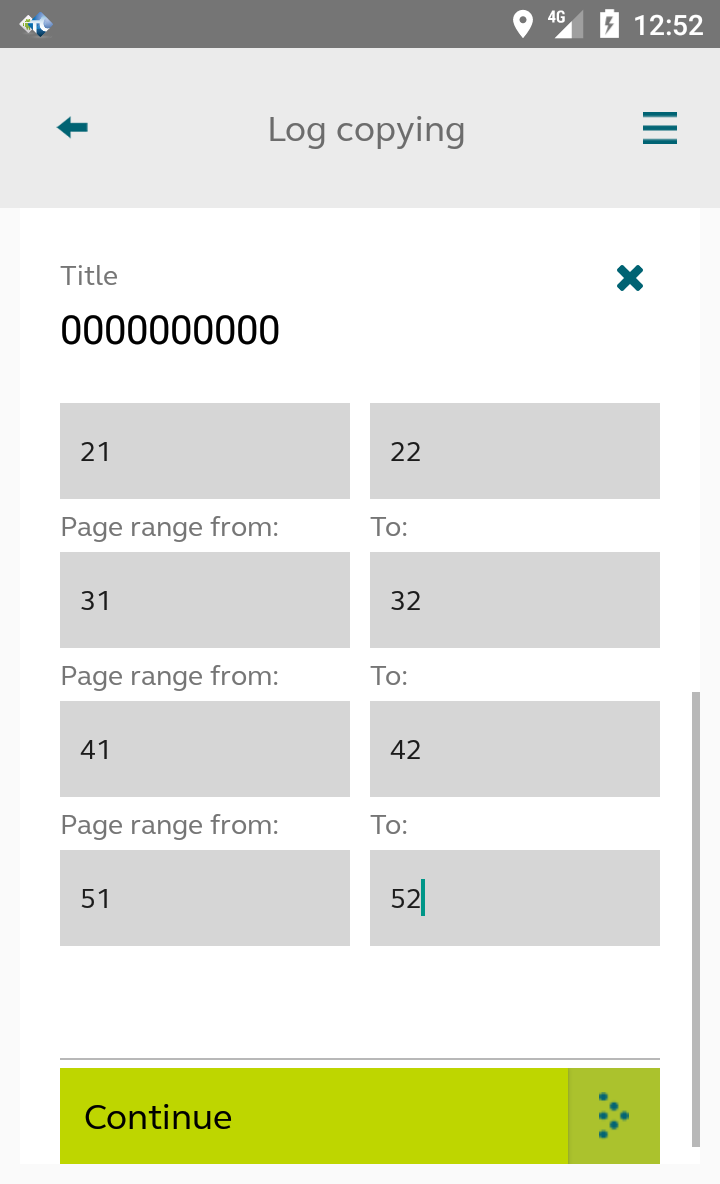 4G 12:52
Log copying
Title
0000000000
21 22
Page range from: To:
31 32
Page range from: To:
41 42
Page range from: To:
51 52
Continue